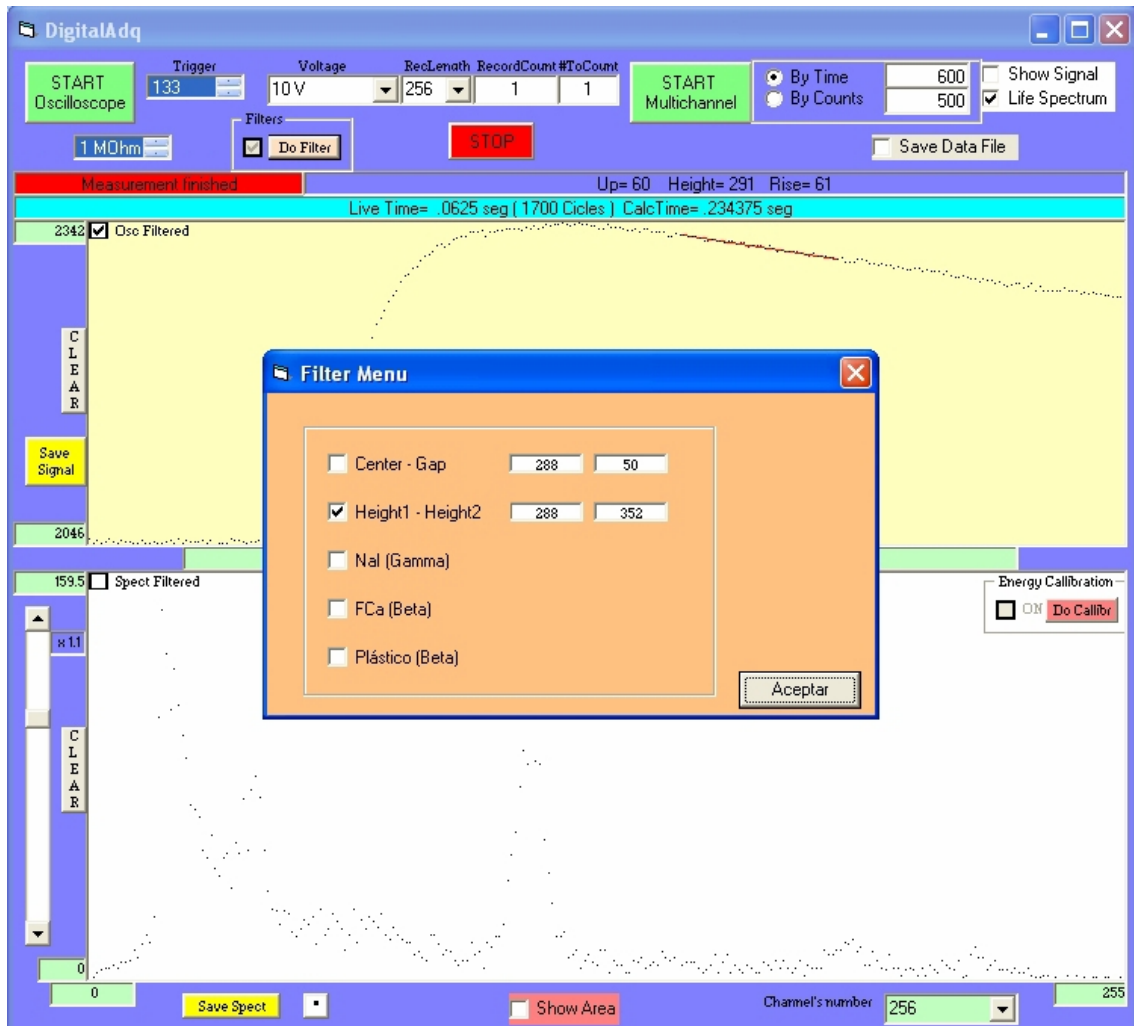 DigitalAdq
START Oscilloscope
Trigger
133
Voltage
10 V
RecLength
256
RecordCount
1
#ToCount
1
START Multichannel
By Time 600
By Counts 500
Show Signal
Life Spectrum
1 MOhm
Filters
Do Filter
STOP
Save Data File
Measurement finished
Up= 60 Height= 291 Rise= 61
Live Time= .0625 seg ( 1700 Cicles ) CalcTime= .234375 seg
2342
Osc Filtered
CLEAR
Save Signal
2046
Filter Menu
Center - Gap 288 50
Height1 - Height2 288 352
NaI (Gamma)
FCa (Beta)
Plástico (Beta)
Aceptar
159.5
Spect Filtered
Energy Callibration
ON Do Callibr
x 1.1
CLEAR
0
0
255
Save Spect
Show Area
Channel's number
256